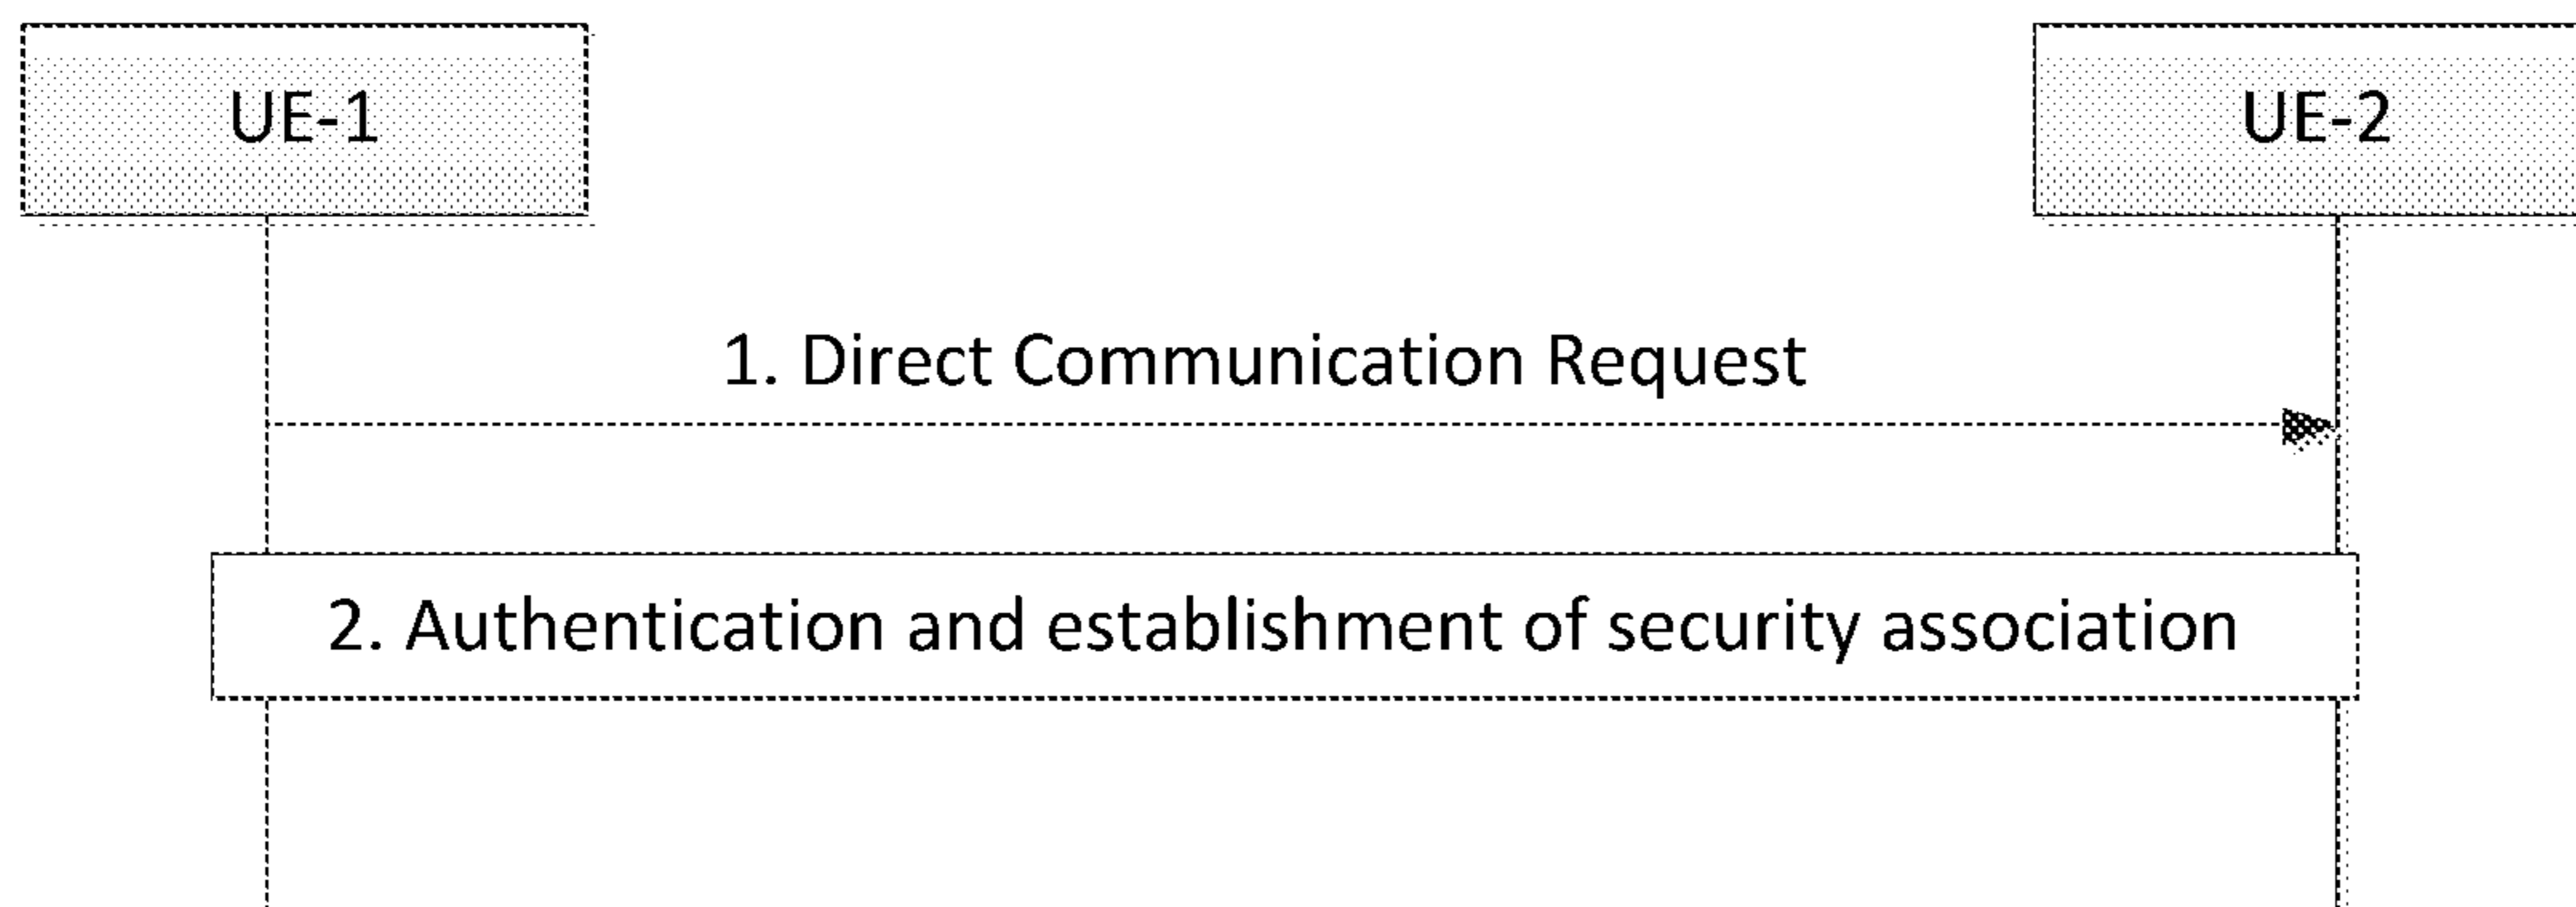 UE-1
UE-2
1. Direct Communication Request
2. Authentication and establishment of security association